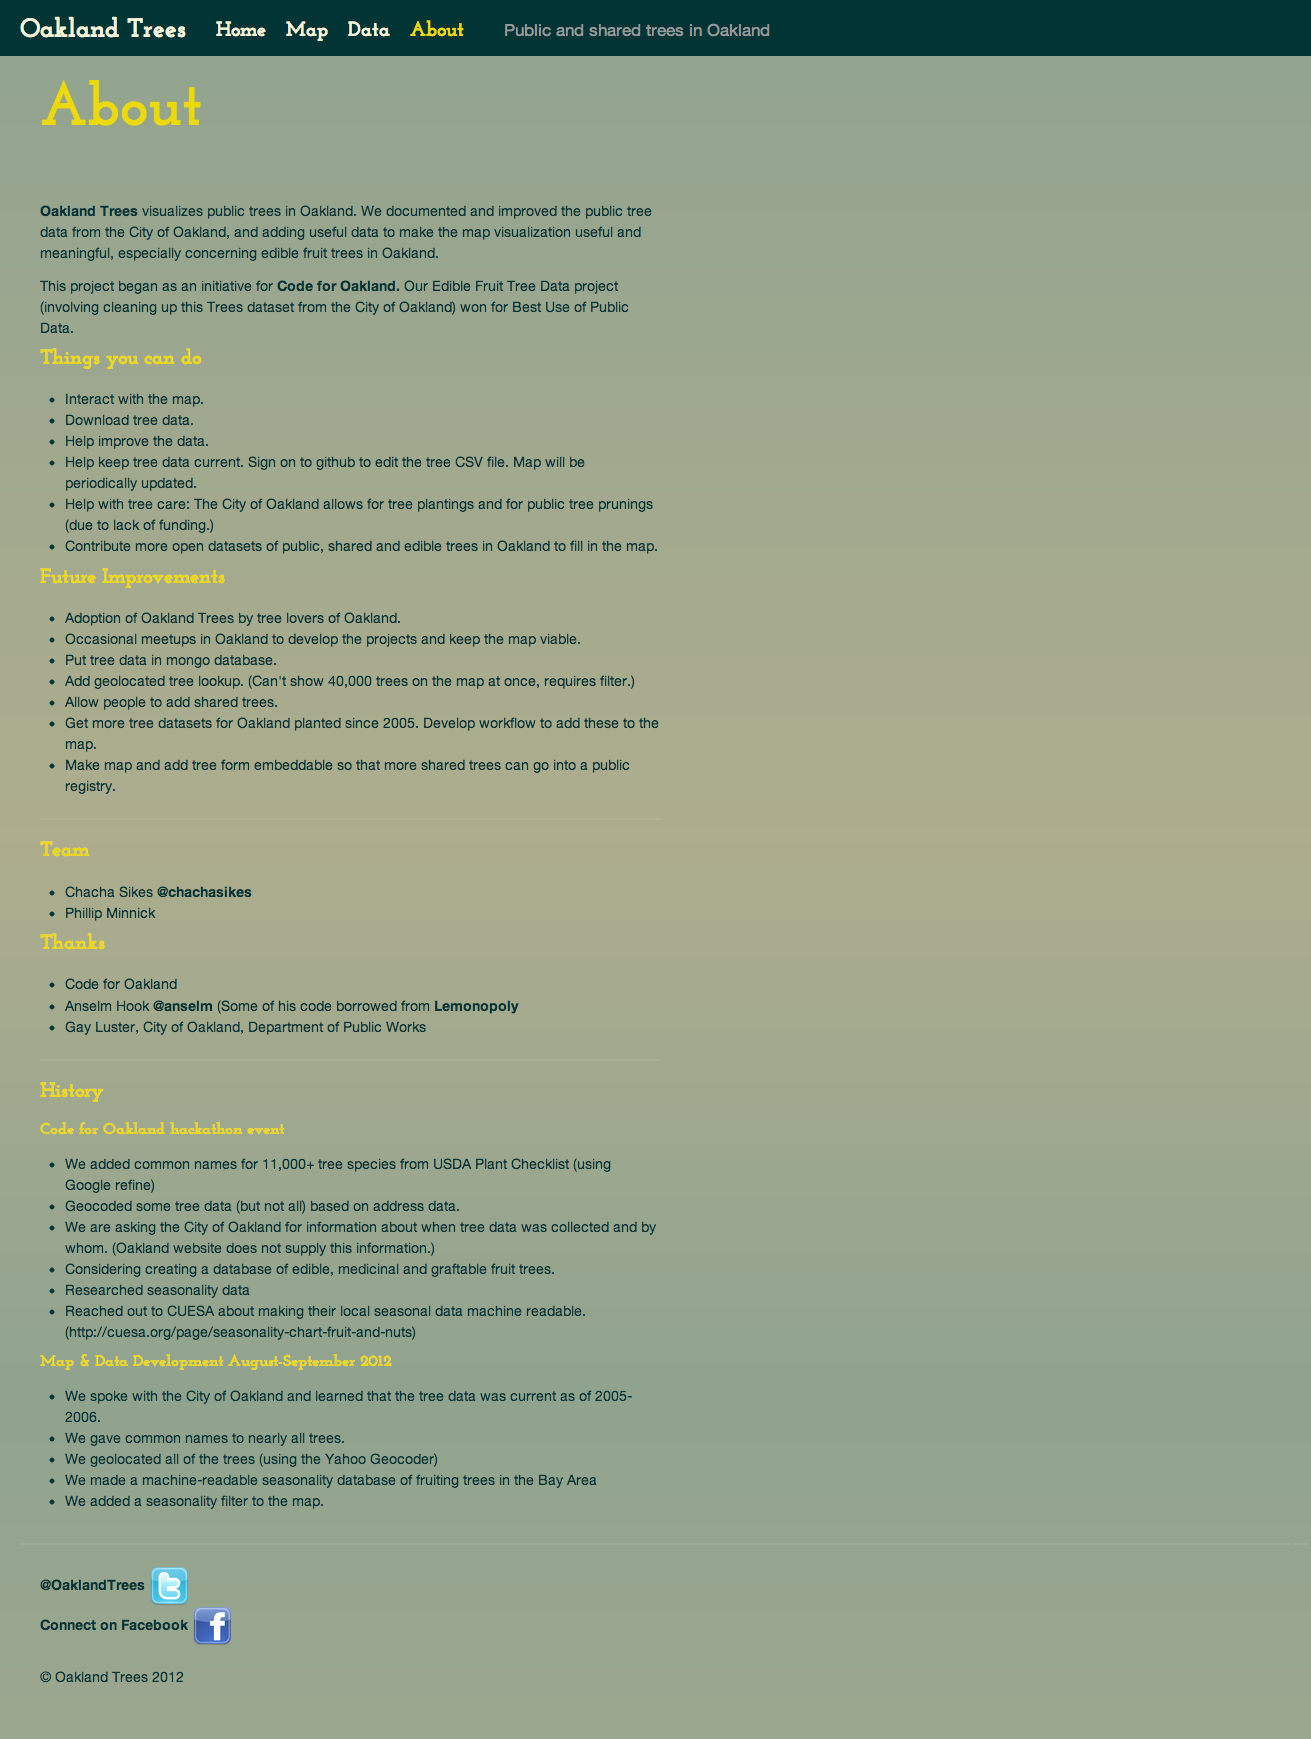 Oakland Trees Home Map Data About Public and shared trees in Oakland
About
Oakland Trees visualizes public trees in Oakland. We documented and improved the public tree
data from the City of Oakland, and adding useful data to make the map visualization useful and
meaningful, especially concerning edible fruit trees in Oakland.
This project began as an initiative for Code for Oakland. Our Edible Fruit Tree Data project
(involving cleaning up this Trees dataset from the City of Oakland) won for Best Use of Public
Data.
Things you can do
• Interact with the map.
• Download tree data.
• Help improve the data.
• Help keep tree data current. Sign on to github to edit the tree CSV file. Map will be
periodically updated.
• Help with tree care: The City of Oakland allows for tree plantings and for public tree prunings
(due to lack of funding.)
• Contribute more open datasets of public, shared and edible trees in Oakland to fill in the map.
Future Improvements
• Adoption of Oakland Trees by tree lovers of Oakland.
• Occasional meetups in Oakland to develop the projects and keep the map viable.
• Put tree data in mongo database.
• Add geolocated tree lookup. (Can't show 40,000 trees on the map at once, requires filter.)
• Allow people to add shared trees.
• Get more tree datasets for Oakland planted since 2005. Develop workflow to add these to the
map.
• Make map and add tree form embeddable so that more shared trees can go into a public
registry.
Team
• Chacha Sikes @chachasikes
• Phillip Minnick
Thanks
• Code for Oakland
• Anselm Hook @anselm (Some of his code borrowed from Lemonopoly
• Gay Luster, City of Oakland, Department of Public Works
History
Code for Oakland hackathon event
• We added common names for 11,000+ tree species from USDA Plant Checklist (using
Google refine)
• Geocoded some tree data (but not all) based on address data.
• We are asking the City of Oakland for information about when tree data was collected and by
whom. (Oakland website does not supply this information.)
• Considering creating a database of edible, medicinal and graftable fruit trees.
• Researched seasonality data
• Reached out to CUESA about making their local seasonal data machine readable.
(http://cuesa.org/page/seasonality-chart-fruit-and-nuts)
Map & Data Development August-September 2012
• We spoke with the City of Oakland and learned that the tree data was current as of 2005-
2006.
• We gave common names to nearly all trees.
• We geolocated all of the trees (using the Yahoo Geocoder)
• We made a machine-readable seasonality database of fruiting trees in the Bay Area
• We added a seasonality filter to the map.
@OaklandTrees
Connect on Facebook
© Oakland Trees 2012